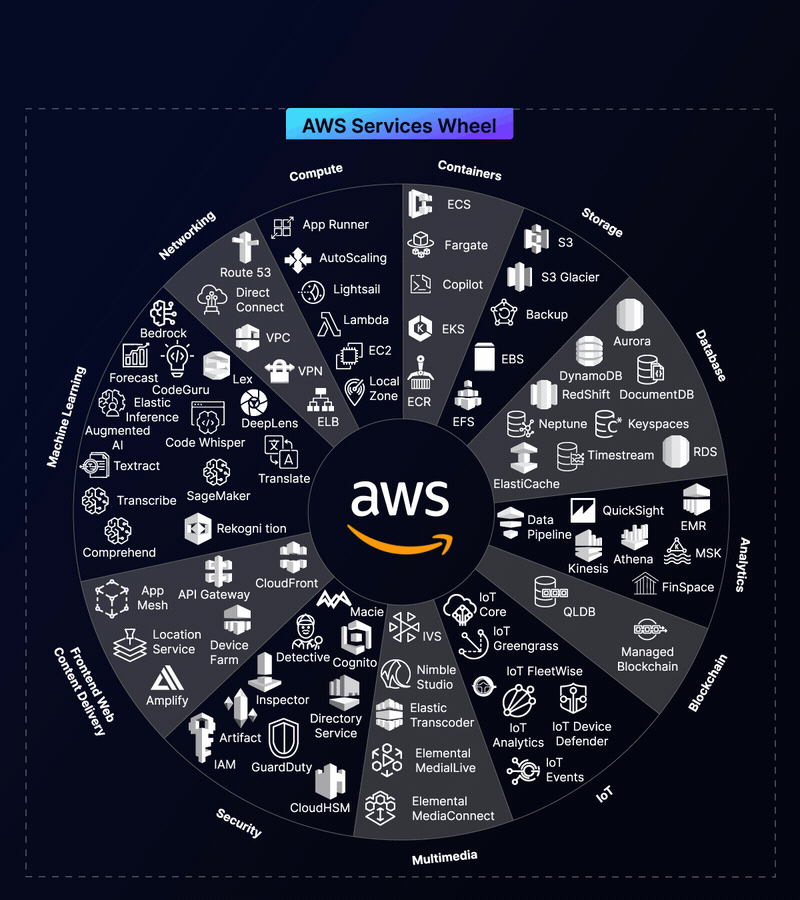 AWS Services Wheel
Compute
App Runner
AutoScaling
Lightsail
Lambda
EC2
Local
Zone
Containers
ECS
Fargate
Copilot
EKS
ECR
Storage
S3
S3 Glacier
Backup
EBS
EFS
Database
Aurora
DynamoDB
DocumentDB
RedShift
Neptune
Keyspaces
Timestream
RDS
ElastiCache
Analytics
Data
Pipeline
QuickSight
EMR
Kinesis
Athena
MSK
FinSpace
Blockchain
QLDB
Managed
Blockchain
IoT
IoT
Core
IoT
Greengrass
IoT FleetWise
IoT
Analytics
IoT Device
Defender
IoT
Events
Multimedia
IVS
Nimble
Studio
Elastic
Transcoder
Elemental
MedialLive
Elemental
MediaConnect
Security
Macie
Detective
Cognito
Inspector
Directory
Service
Artifact
IAM
GuardDuty
CloudHSM
Frontend Web
Content Delivery
CloudFront
API Gateway
App
Mesh
Location
Service
Device
Farm
Amplify
Machine Learning
Bedrock
Forecast
CodeGuru
Lex
Elastic
Inference
Augmented
AI
Code Whisper
DeepLens
Textract
Translate
SageMaker
Transcribe
Rekogni tion
Comprehend
Networking
Route 53
Direct
Connect
VPC
VPN
ELB
aws